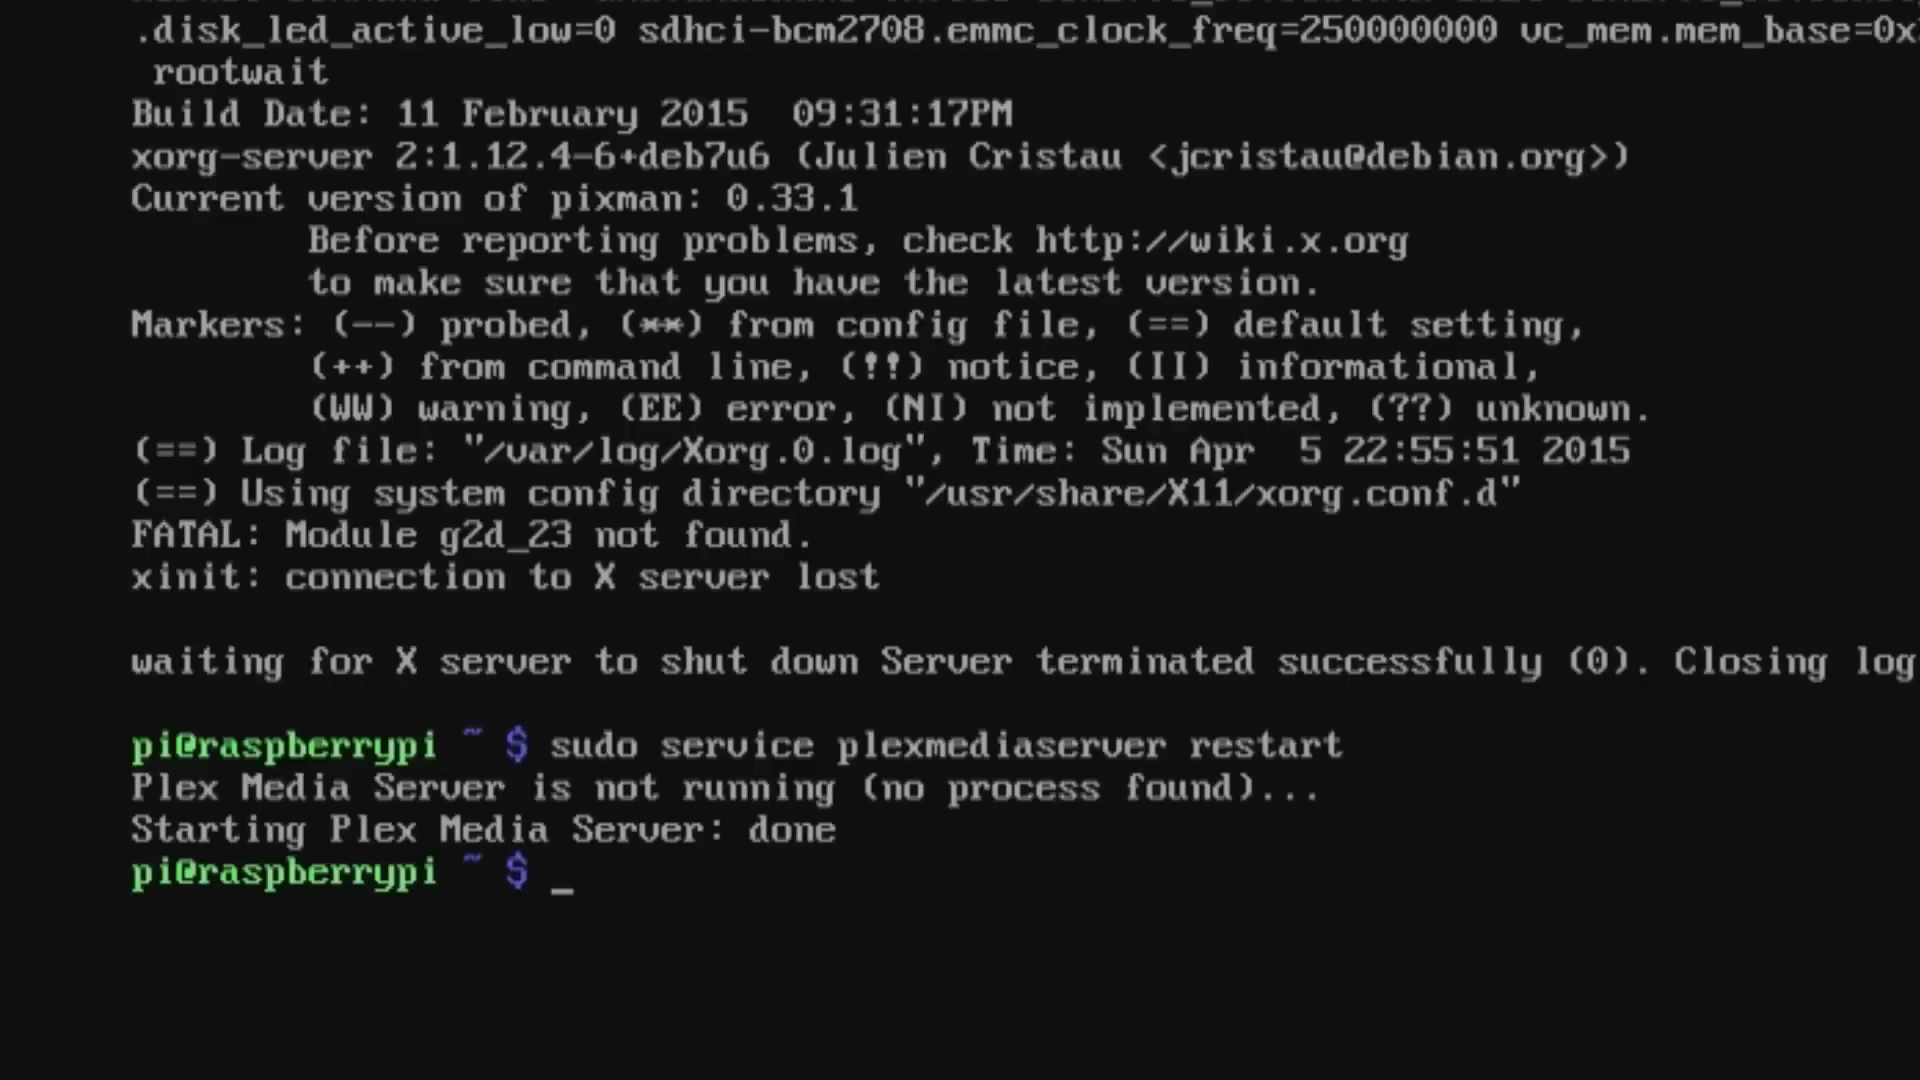 .disk_led_active_low=0 sdhci-bcm2708.emmc_clock_freq=250000000 vc_mem.mem_base=0x
rootwait
Build Date: 11 February 2015  09:31:17PM
xorg-server 2:1.12.4-6+deb7u6 (Julien Cristau <jcristau@debian.org>)
Current version of pixman: 0.33.1
Before reporting problems, check http://wiki.x.org
to make sure that you have the latest version.
Markers: (--) probed, (**) from config file, (==) default setting,
(++) from command line, (!!) notice, (II) informational,
(WW) warning, (EE) error, (NI) not implemented, (??) unknown.
(==) Log file: "/var/log/Xorg.0.log", Time: Sun Apr  5 22:55:51 2015
(==) Using system config directory "/usr/share/X11/xorg.conf.d"
FATAL: Module g2d_23 not found.
xinit: connection to X server lost
waiting for X server to shut down Server terminated successfully (0). Closing log
pi@raspberrypi ~ $ sudo service plexmediaserver restart
Plex Media Server is not running (no process found)...
Starting Plex Media Server: done
pi@raspberrypi ~ $ _